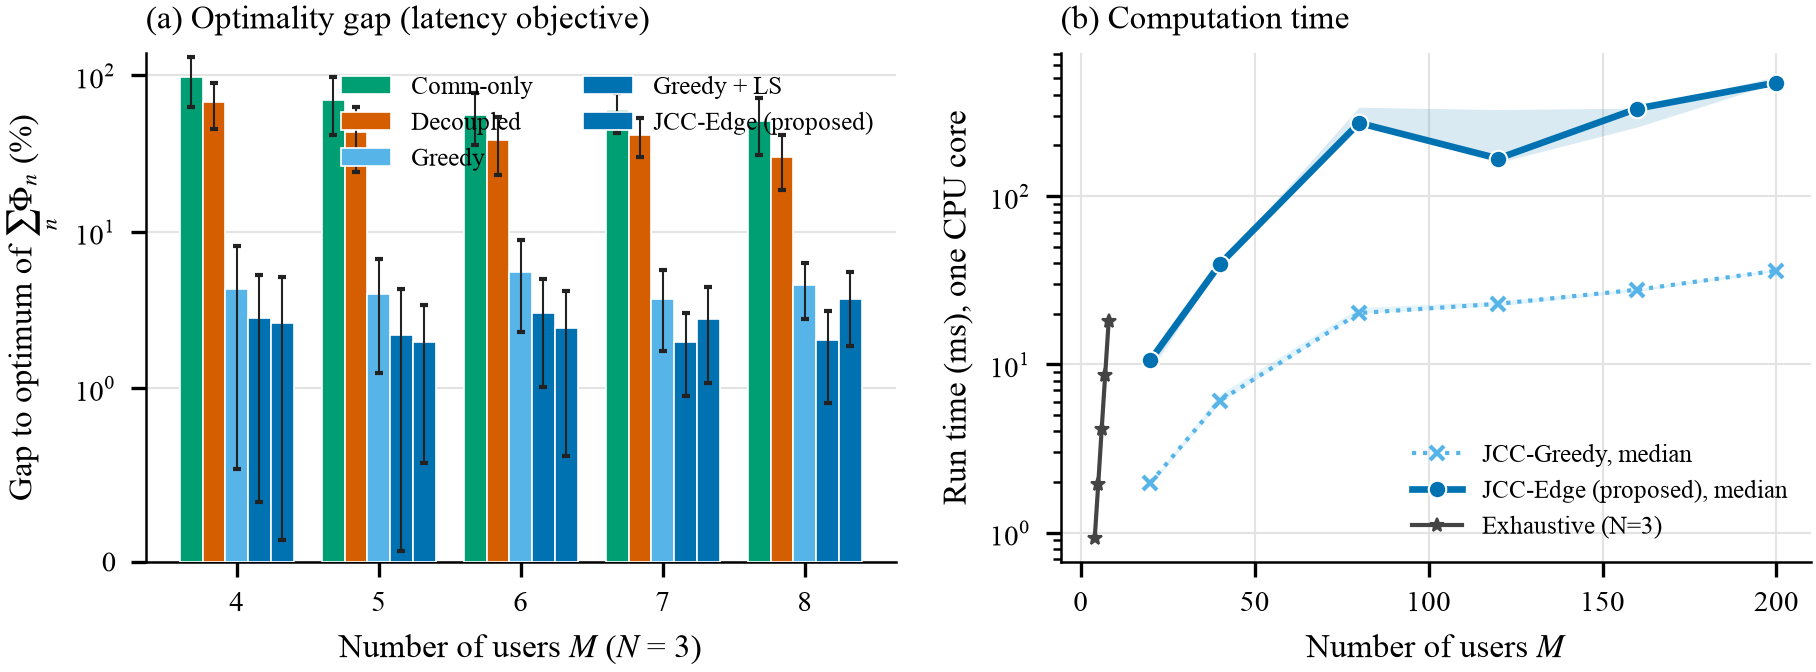 (a) Optimality gap (latency objective)
Gap to optimum of ∑ₙ Φₙ (%)
10²
10¹
10⁰
0
Comm-only
Decoupled
Greedy
Greedy + LS
JCC-Edge (proposed)
4 5 6 7 8
Number of users M (N = 3)
(b) Computation time
Run time (ms), one CPU core
10²
10¹
10⁰
JCC-Greedy, median
JCC-Edge (proposed), median
Exhaustive (N=3)
0 50 100 150 200
Number of users M